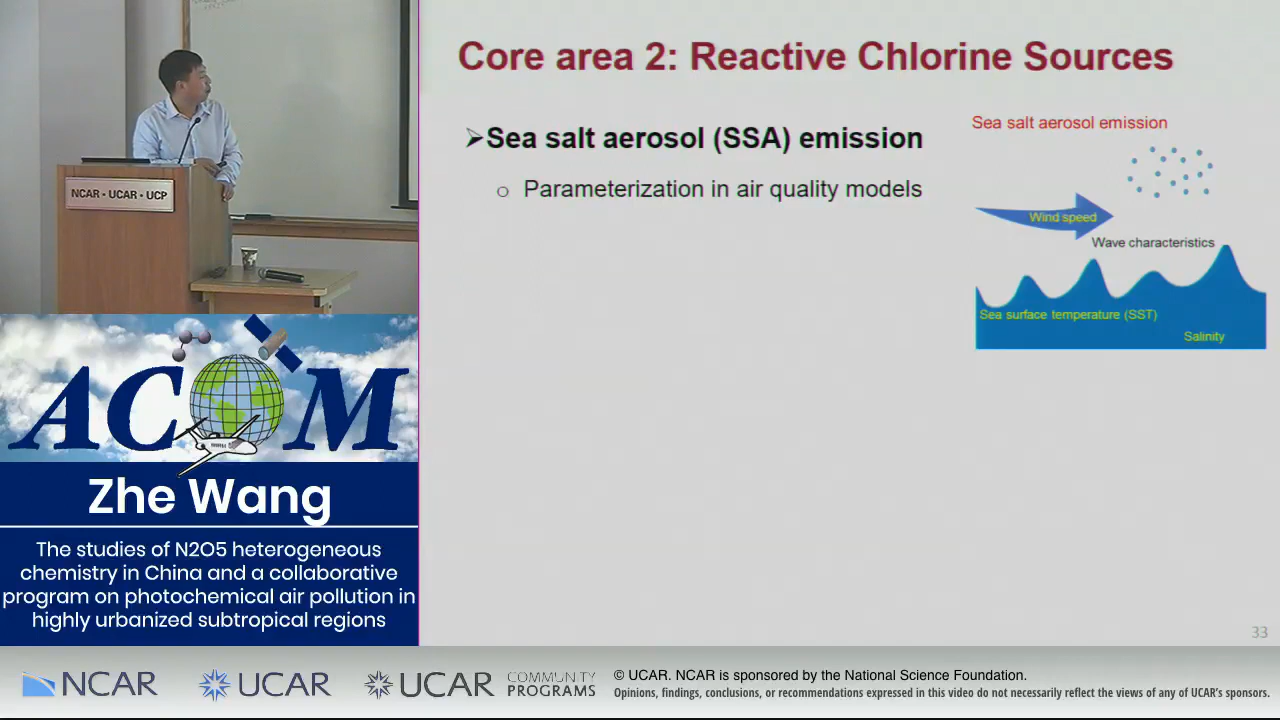 Core area 2: Reactive Chlorine Sources
➢Sea salt aerosol (SSA) emission
o Parameterization in air quality models
Sea salt aerosol emission
Wind speed
Wave characteristics
Sea surface temperature (SST)
Salinity
33
NCAR • UCAR • UCP
ACOM
Zhe Wang
The studies of N2O5 heterogeneous
chemistry in China and a collaborative
program on photochemical air pollution in
highly urbanized subtropical regions
NCAR
UCAR
UCAR
COMMUNITY
PROGRAMS
© UCAR. NCAR is sponsored by the National Science Foundation.
Opinions, findings, conclusions, or recommendations expressed in this video do not necessarily reflect the views of any of UCAR's sponsors.